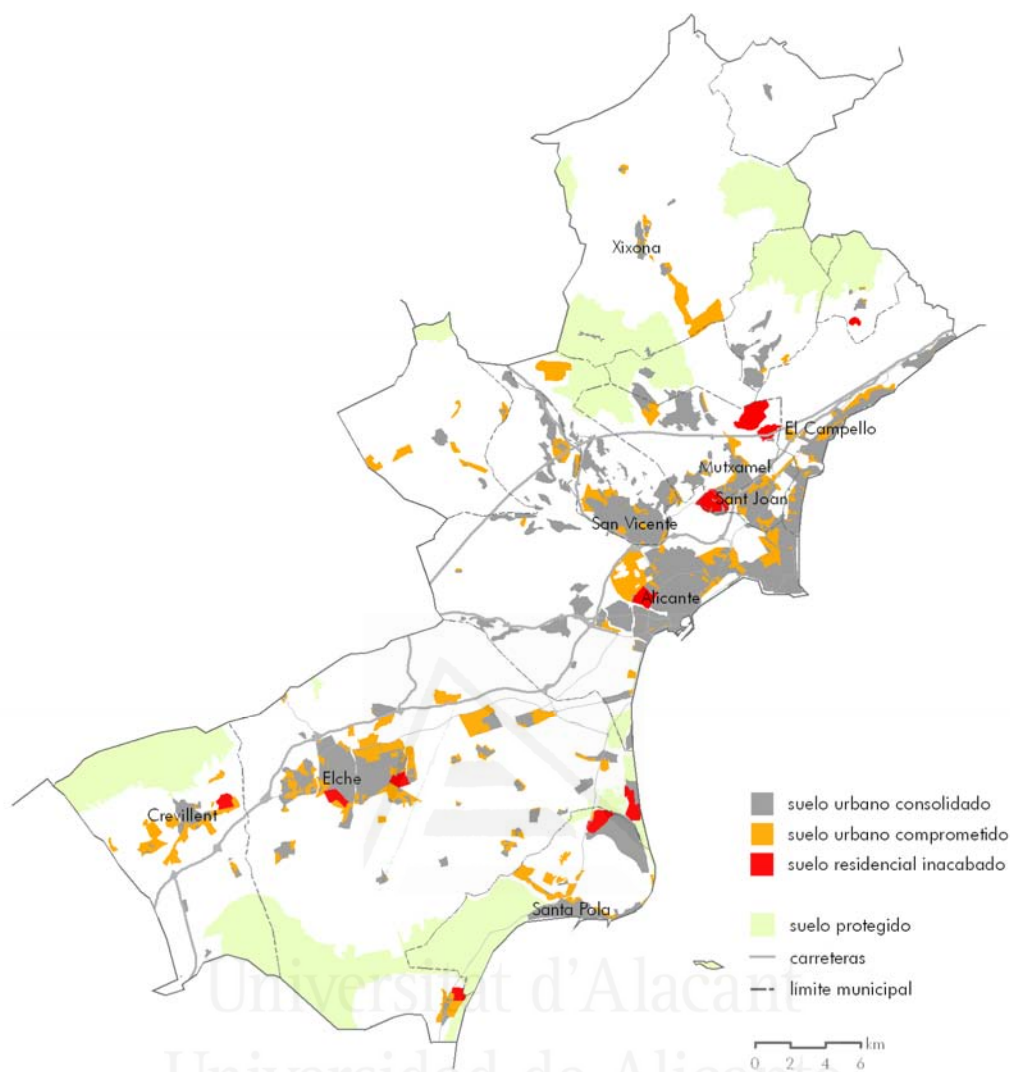 Xixona
El Campello
Mutxamel
Sant Joan
San Vicente
Alicante
Elche
Crevillent
Santa Pola
suelo urbano consolidado
suelo urbano comprometido
suelo residencial inacabado
suelo protegido
carreteras
límite municipal
km
0 2 4 6
Universitat d'Alacant
Universidad de Alicante